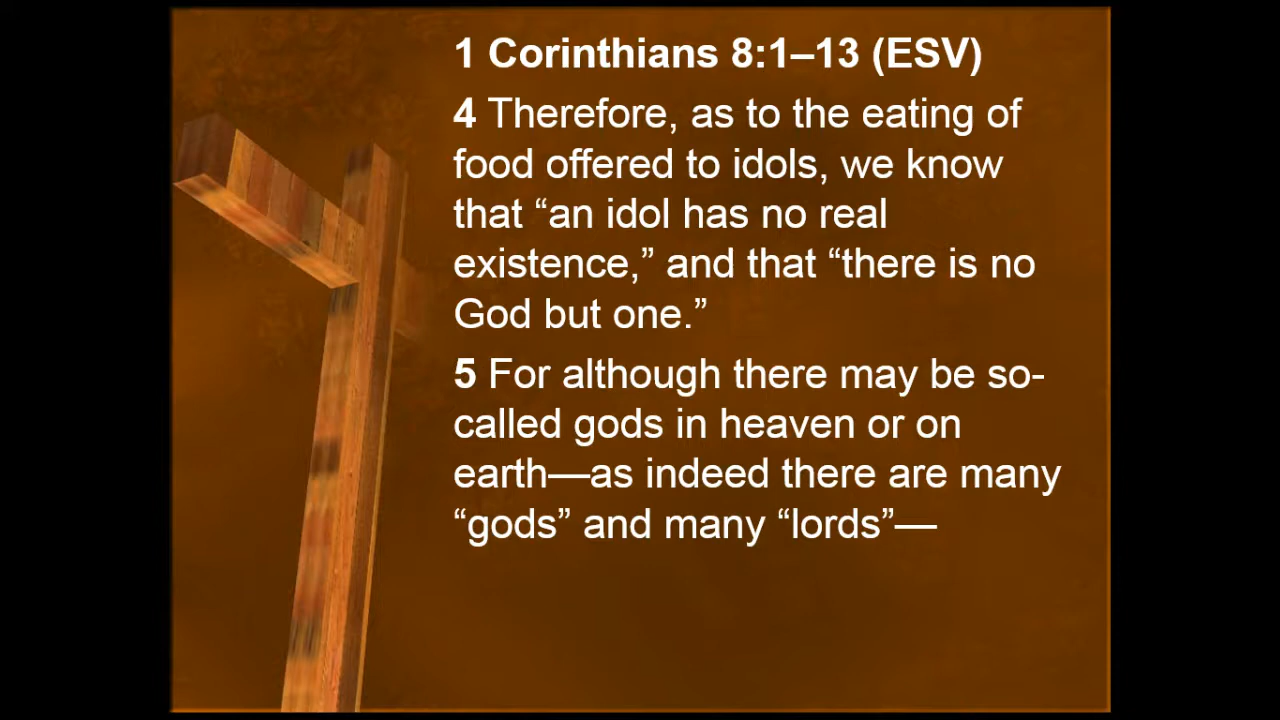 1 Corinthians 8:1–13 (ESV)
4 Therefore, as to the eating of
food offered to idols, we know
that “an idol has no real
existence,” and that “there is no
God but one.”
5 For although there may be so-
called gods in heaven or on
earth—as indeed there are many
“gods” and many “lords”—